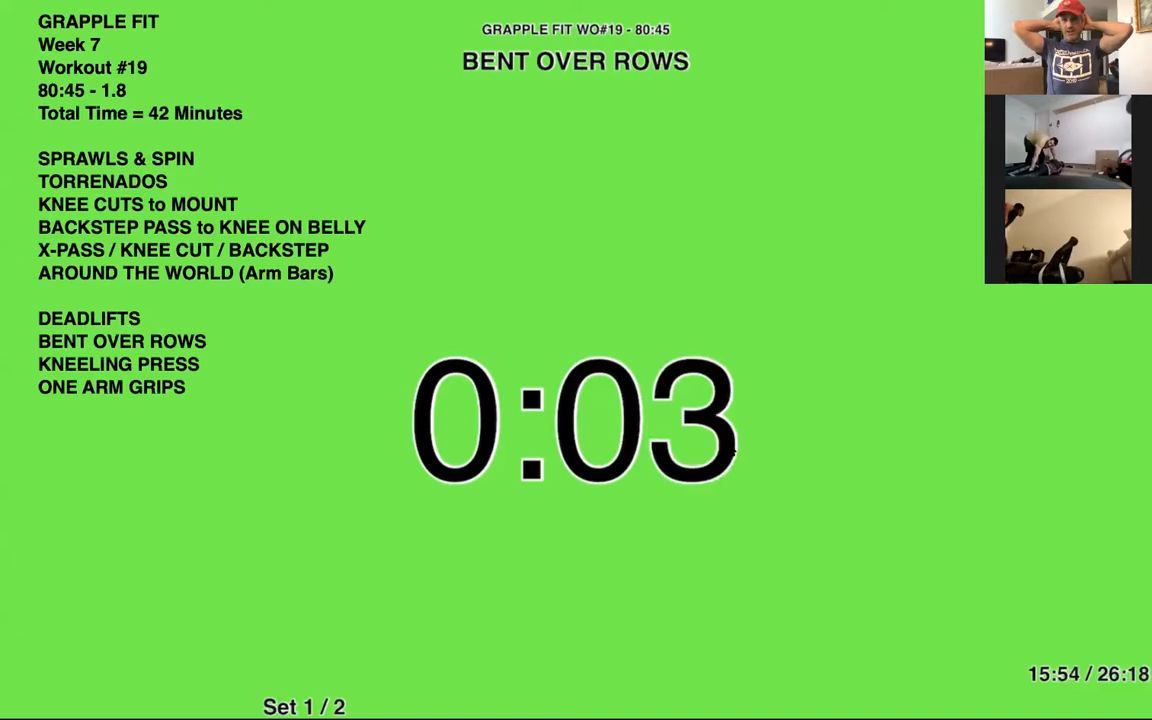 GRAPPLE FIT
Week 7
Workout #19
80:45 - 1.8
Total Time = 42 Minutes
SPRAWLS & SPIN
TORRENADOS
KNEE CUTS to MOUNT
BACKSTEP PASS to KNEE ON BELLY
X-PASS / KNEE CUT / BACKSTEP
AROUND THE WORLD (Arm Bars)
DEADLIFTS
BENT OVER ROWS
KNEELING PRESS
ONE ARM GRIPS
GRAPPLE FIT WO#19 - 80:45
BENT OVER ROWS
0:03
15:54 / 26:18
Set 1 / 2